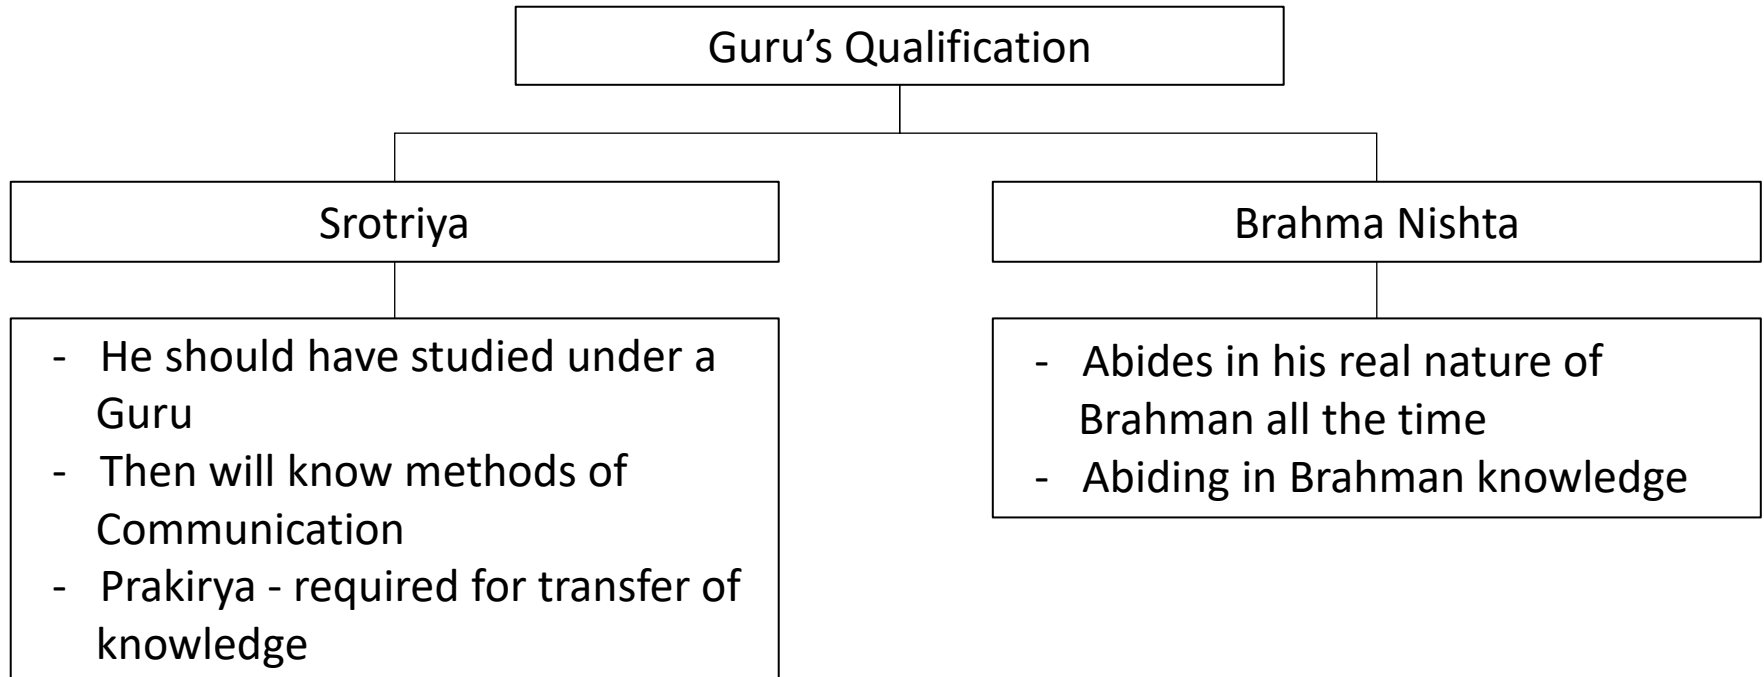 Guru’s Qualification
Srotriya
Brahma Nishta
- He should have studied under a
Guru
- Then will know methods of
Communication
- Prakirya - required for transfer of
knowledge
- Abides in his real nature of
Brahman all the time
- Abiding in Brahman knowledge